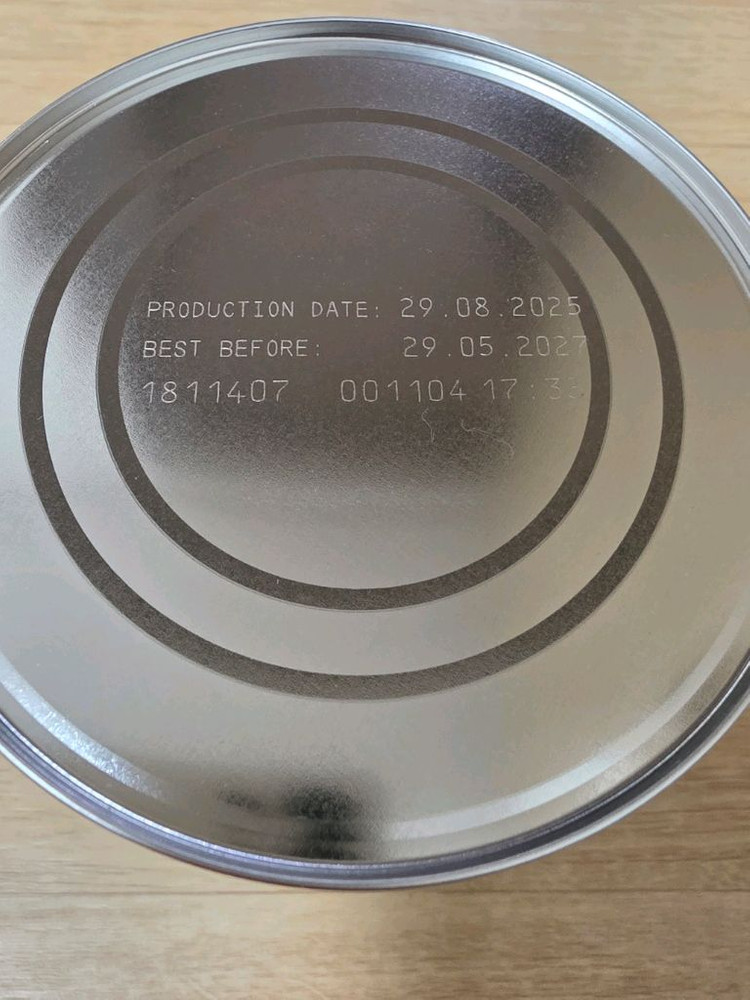 PRODUCTION DATE: 29.08.2025
BEST BEFORE: 29.05.2027
1811407 001104